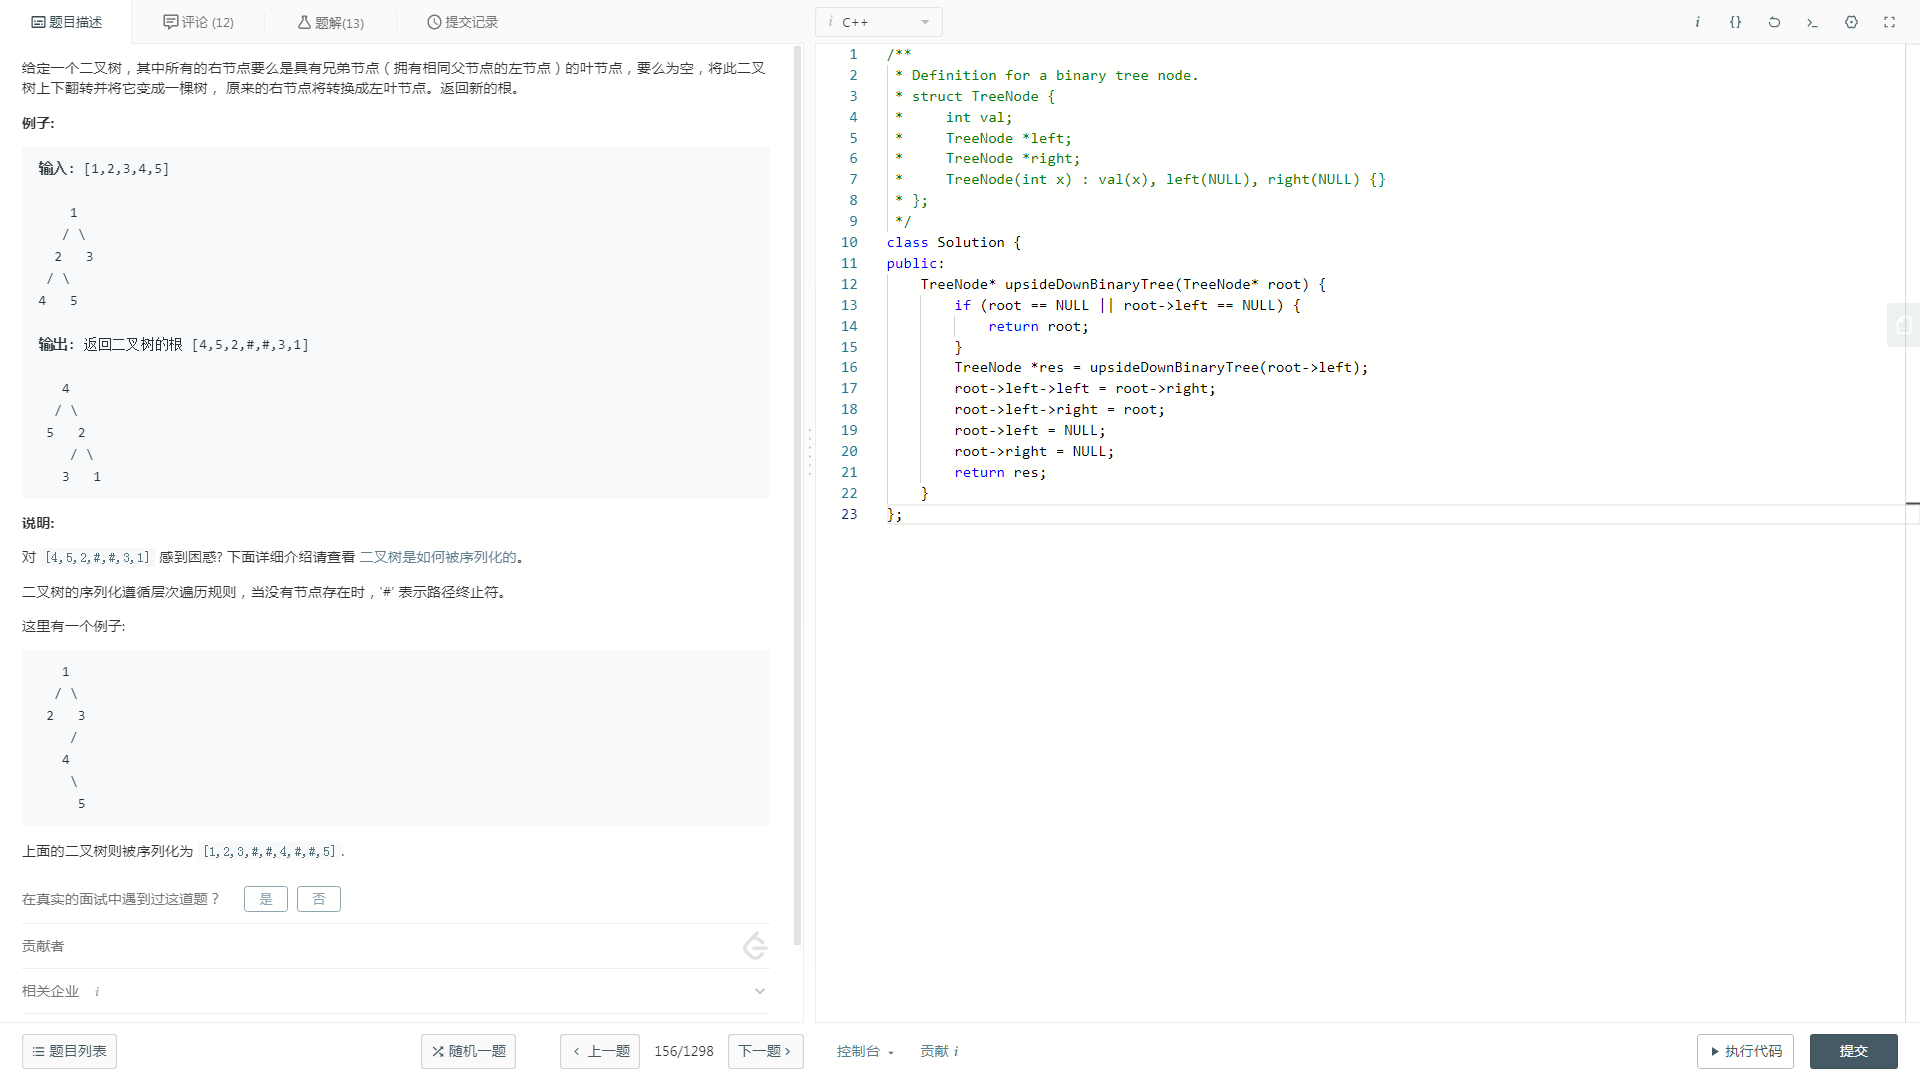 题目描述
评论 (12)
题解(13)
提交记录
i C++
i {} >_
给定一个二叉树，其中所有的右节点要么是具有兄弟节点（拥有相同父节点的左节点）的叶节点，要么为空，将此二叉
树上下翻转并将它变成一棵树， 原来的右节点将转换成左叶节点。返回新的根。
例子:
输入: [1,2,3,4,5]
    1
   / \
  2   3
 / \
4   5
输出: 返回二叉树的根 [4,5,2,#,#,3,1]
   4
  / \
 5   2
    / \
   3   1
说明:
对 [4,5,2,#,#,3,1] 感到困惑? 下面详细介绍请查看 二叉树是如何被序列化的。
二叉树的序列化遵循层次遍历规则，当没有节点存在时，'#' 表示路径终止符。
这里有一个例子:
   1
  / \
 2   3
    /
   4
    \
     5
上面的二叉树则被序列化为 [1,2,3,#,#,4,#,#,5].
在真实的面试中遇到过这道题？ 是 否
贡献者
相关企业 i
题目列表
随机一题
上一题
156/1298
下一题
1 /**
2  * Definition for a binary tree node.
3  * struct TreeNode {
4  *     int val;
5  *     TreeNode *left;
6  *     TreeNode *right;
7  *     TreeNode(int x) : val(x), left(NULL), right(NULL) {}
8  * };
9  */
10 class Solution {
11 public:
12     TreeNode* upsideDownBinaryTree(TreeNode* root) {
13         if (root == NULL || root->left == NULL) {
14             return root;
15         }
16         TreeNode *res = upsideDownBinaryTree(root->left);
17         root->left->left = root->right;
18         root->left->right = root;
19         root->left = NULL;
20         root->right = NULL;
21         return res;
22     }
23 };
控制台
贡献 i
执行代码
提交